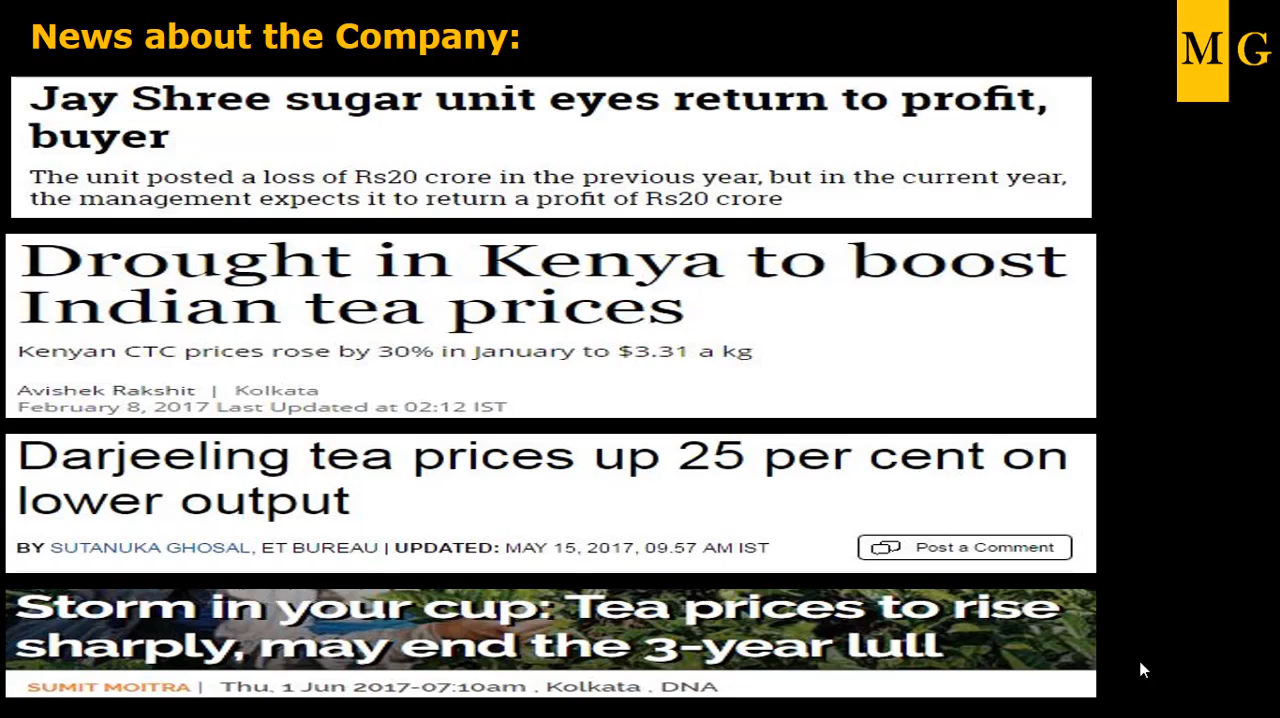 News about the Company:
M G
Jay Shree sugar unit eyes return to profit,
buyer
The unit posted a loss of Rs20 crore in the previous year, but in the current year,
the management expects it to return a profit of Rs20 crore
Drought in Kenya to boost
Indian tea prices
Kenyan CTC prices rose by 30% in January to $3.31 a kg
Avishek Rakshit | Kolkata
February 8, 2017 Last Updated at 02:12 IST
Darjeeling tea prices up 25 per cent on
lower output
BY SUTANUKA GHOSAL, ET BUREAU | UPDATED: MAY 15, 2017, 09.57 AM IST
Post a Comment
Storm in your cup: Tea prices to rise
sharply, may end the 3-year lull
SUMIT MOITRA | Thu, 1 Jun 2017-07:10am , Kolkata , DNA